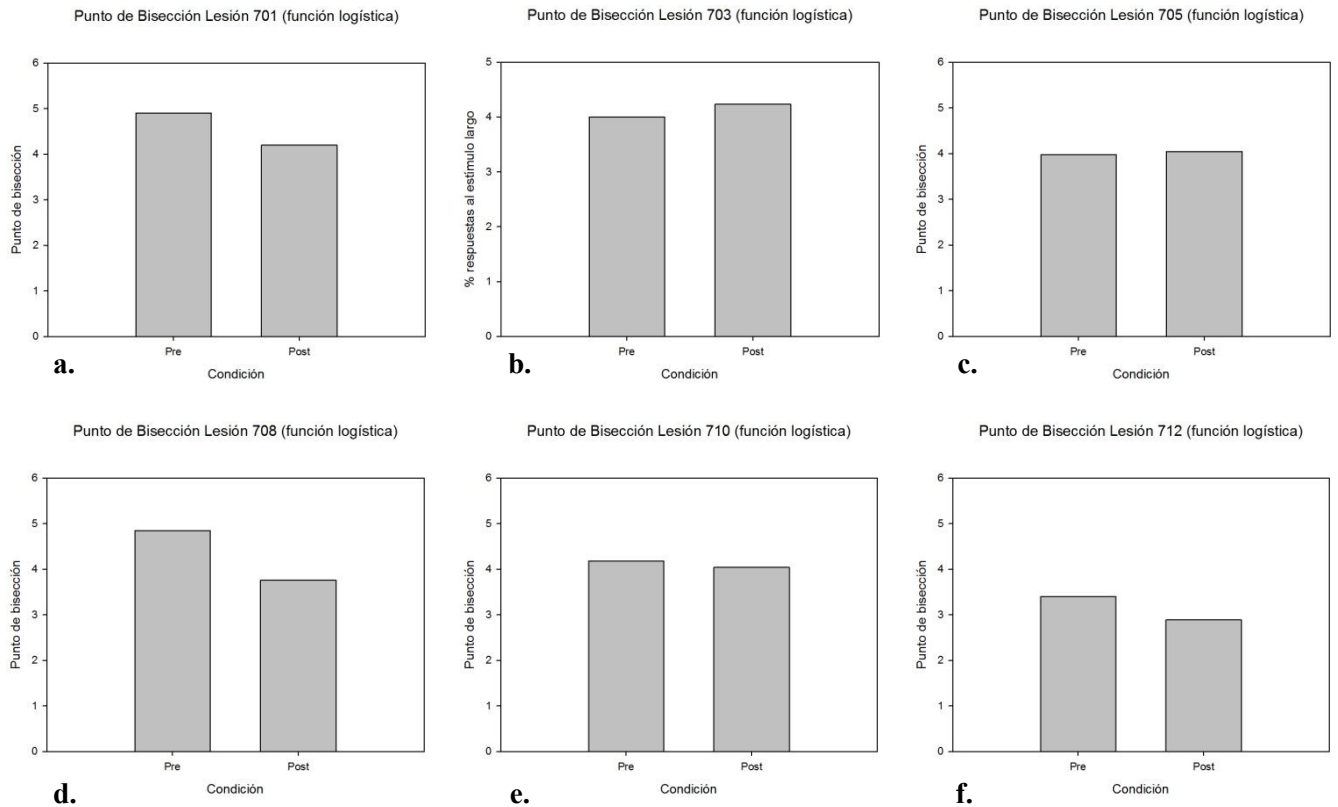 Punto de Bisección Lesión 701 (función logística)
Punto de bisección
6
5
4
3
2
1
0
Pre Post
Condición
a.
Punto de Bisección Lesión 703 (función logística)
% respuestas al estímulo largo
5
4
3
2
1
0
Pre Post
Condición
b.
Punto de Bisección Lesión 705 (función logística)
Punto de bisección
6
5
4
3
2
1
0
Pre Post
Condición
c.
Punto de Bisección Lesión 708 (función logística)
Punto de bisección
6
5
4
3
2
1
0
Pre Post
Condición
d.
Punto de Bisección Lesión 710 (función logística)
Punto de bisección
6
5
4
3
2
1
0
Pre Post
Condición
e.
Punto de Bisección Lesión 712 (función logística)
Punto de bisección
6
5
4
3
2
1
0
Pre Post
Condición
f.